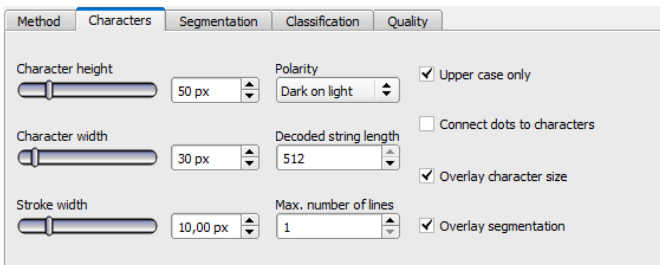 Method Characters Segmentation Classification Quality
Character height Polarity
50 px Dark on light Upper case only
Connect dots to characters
Character width Decoded string length
30 px 512
Overlay character size
Stroke width Max. number of lines
10,00 px 1 Overlay segmentation